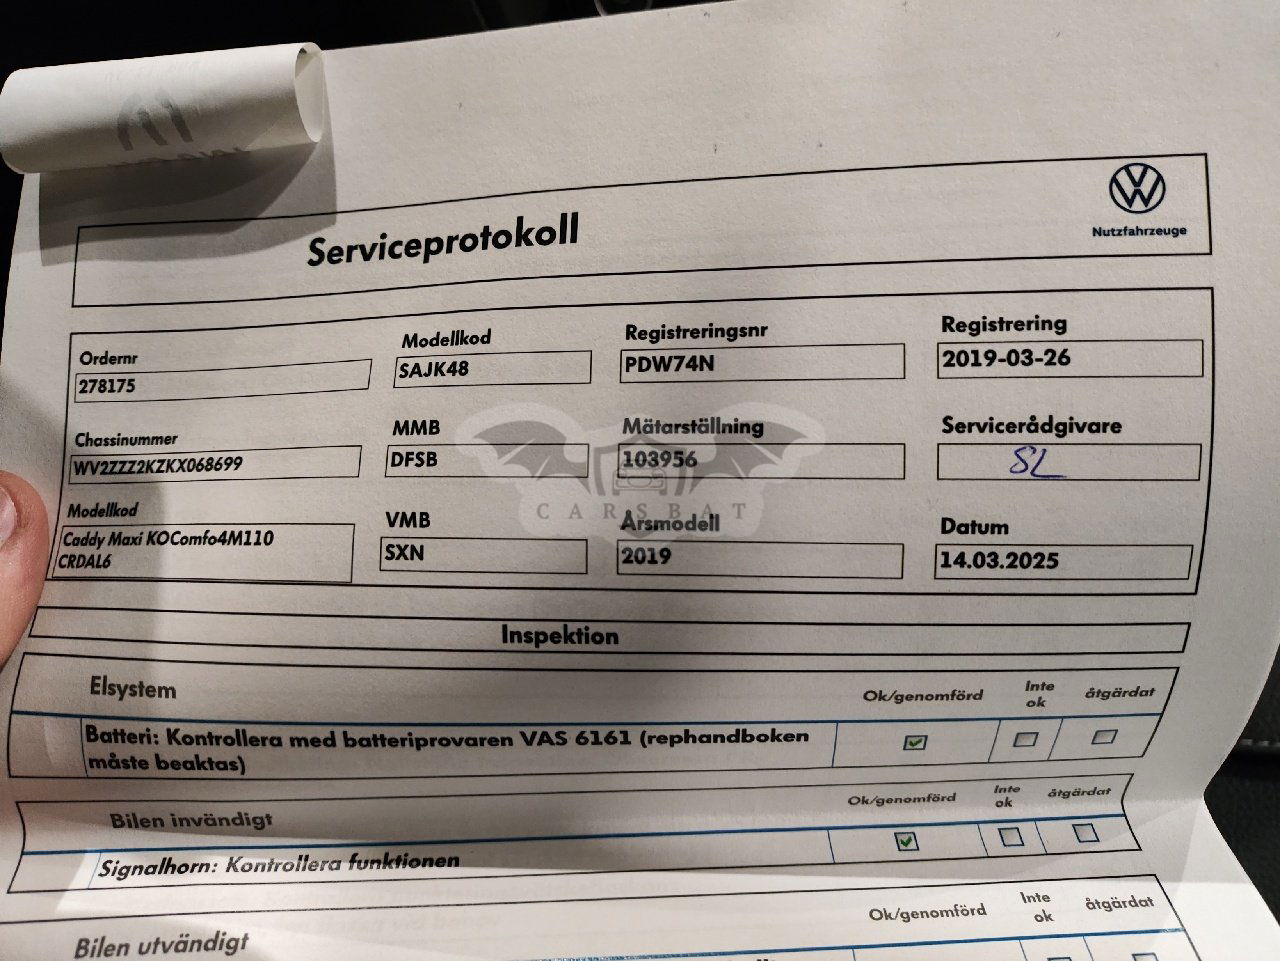 Serviceprotokoll
Nutzfahrzeuge
Ordernr
278175
Modellkod
SAJK48
Registreringsnr
PDW74N
Registrering
2019-03-26
Chassinummer
WV2ZZZ2KZKX068699
MMB
DFSB
Mätarställning
103956
Servicerådgivare
SL
Modellkod
Caddy Maxi KOComfo4M110
CRDAL6
VMB
SXN
Årsmodell
2019
Datum
14.03.2025
CARSBAT
Inspektion
Elsystem
Ok/genomförd
Inte
ok
åtgärdat
Batteri: Kontrollera med batteriprovaren VAS 6161 (rephandboken
måste beaktas)
Bilen invändigt
Ok/genomförd
Inte
ok
åtgärdat
Signalhorn: Kontrollera funktionen
Bilen utvändigt
Ok/genomförd
Inte
ok
åtgärdat